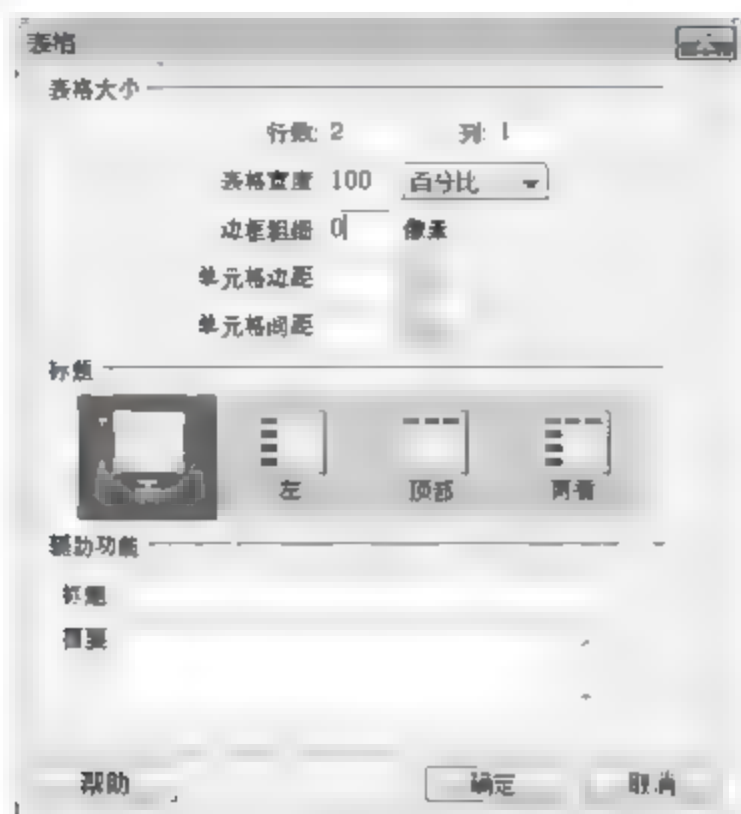 表格
表格大小
行数: 2 列: 1
表格宽度 100 百分比
边框粗细 0 像素
单元格边距
单元格间距
标题
无 左 顶部 两者
辅助功能
标题
摘要
帮助 确定 取消